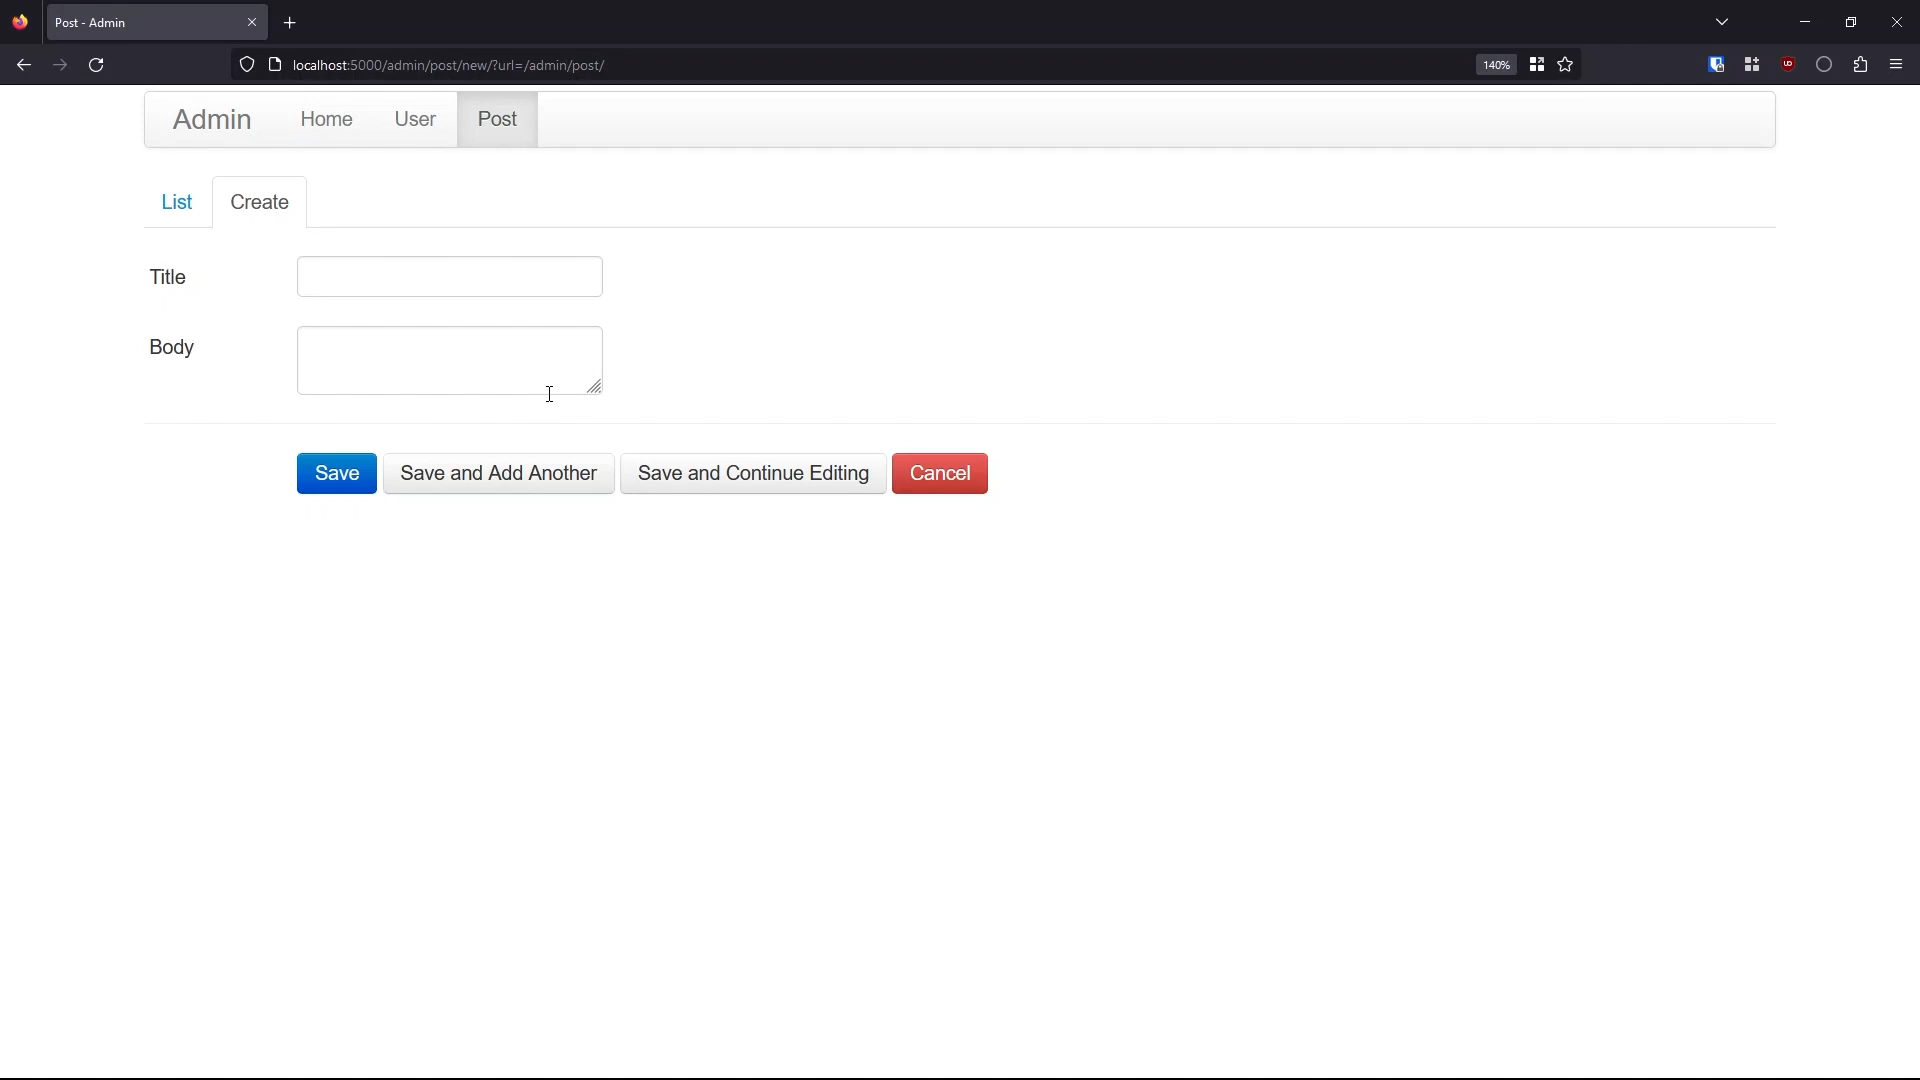 Post - Admin
localhost:5000/admin/post/new/?url=/admin/post/
140%
Admin Home User Post
List Create
Title
Body
Save Save and Add Another Save and Continue Editing Cancel